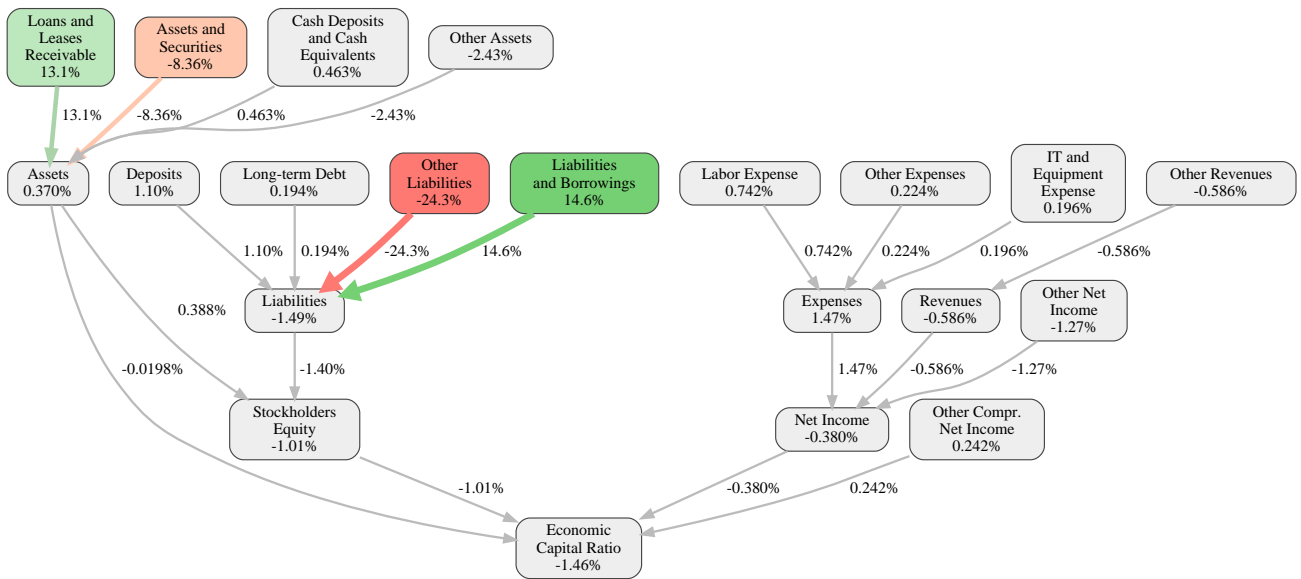 Loans and
Leases
Receivable
13.1%
Assets and
Securities
-8.36%
Cash Deposits
and Cash
Equivalents
0.463%
Other Assets
-2.43%
13.1%
-8.36%
0.463%
-2.43%
Assets
0.370%
Deposits
1.10%
Long-term Debt
0.194%
Other
Liabilities
-24.3%
Liabilities
and Borrowings
14.6%
Labor Expense
0.742%
Other Expenses
0.224%
IT and
Equipment
Expense
0.196%
Other Revenues
-0.586%
1.10%
0.194%
-24.3%
14.6%
0.742%
0.224%
0.196%
-0.586%
Liabilities
-1.49%
Expenses
1.47%
Revenues
-0.586%
Other Net
Income
-1.27%
0.388%
-0.0198%
-1.40%
1.47%
-0.586%
-1.27%
Stockholders
Equity
-1.01%
Net Income
-0.380%
Other Compr.
Net Income
0.242%
-1.01%
-0.380%
0.242%
Economic
Capital Ratio
-1.46%